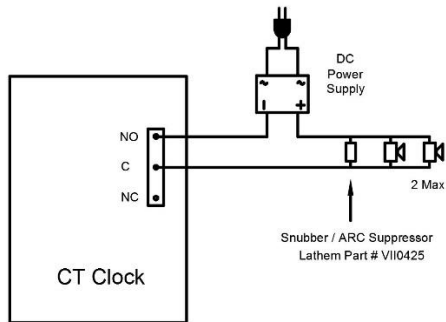 DC
Power
Supply
~
~
−
+
NO
C
NC
2 Max
Snubber / ARC Suppressor
Lathem Part # VII0425
CT Clock